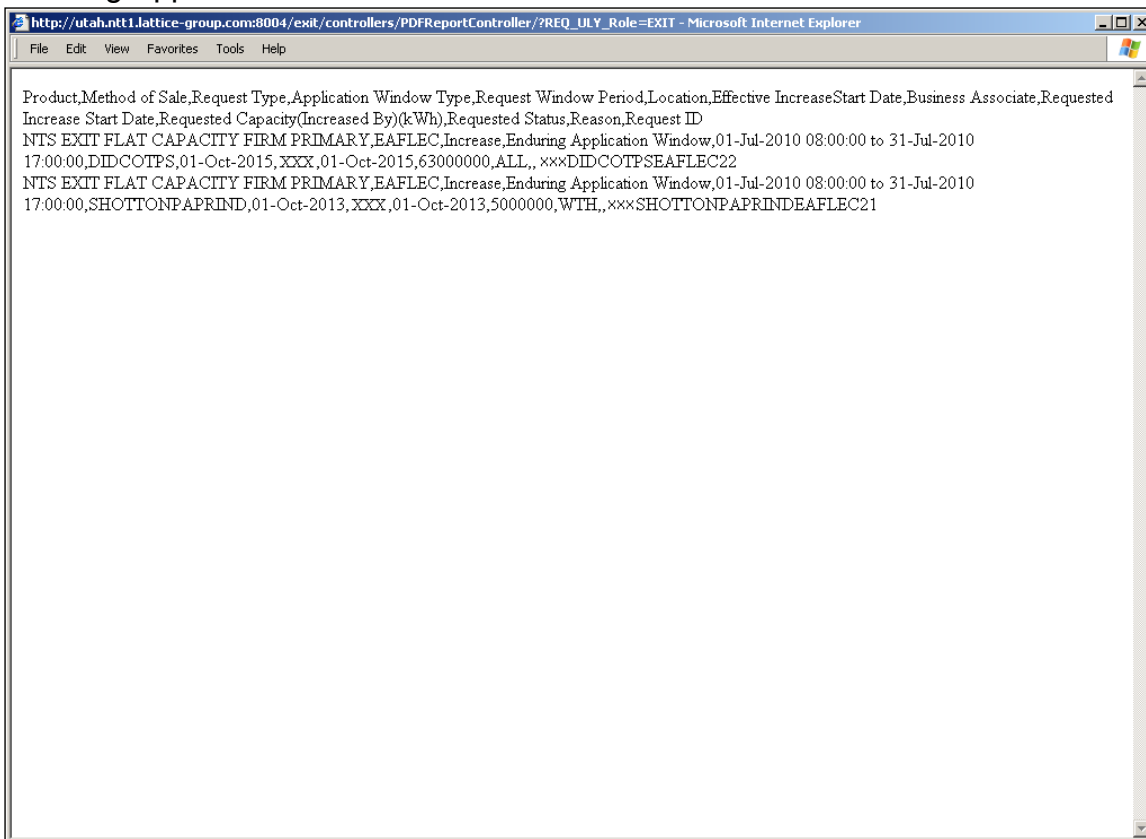 http://utah.ntt1.lattice-group.com:8004/exit/controllers/PDFReportController/?REQ_ULY_Role=EXIT - Microsoft Internet Explorer
File Edit View Favorites Tools Help
Product,Method of Sale,Request Type,Application Window Type,Request Window Period,Location,Effective IncreaseStart Date,Business Associate,Requested
Increase Start Date,Requested Capacity(Increased By)(kWh),Requested Status,Reason,Request ID
NTS EXIT FLAT CAPACITY FIRM PRIMARY,EAFLEC,Increase,Enduring Application Window,01-Jul-2010 08:00:00 to 31-Jul-2010
17:00:00,DIDCOTPS,01-Oct-2015,XXX,01-Oct-2015,63000000,ALL,, xxxDIDCOTPSEAFLEC22
NTS EXIT FLAT CAPACITY FIRM PRIMARY,EAFLEC,Increase,Enduring Application Window,01-Jul-2010 08:00:00 to 31-Jul-2010
17:00:00,SHOTTONPAPRIND,01-Oct-2013,XXX,01-Oct-2013,5000000,WTH,,xxxSHOTTONPAPRINDEAFLEC21